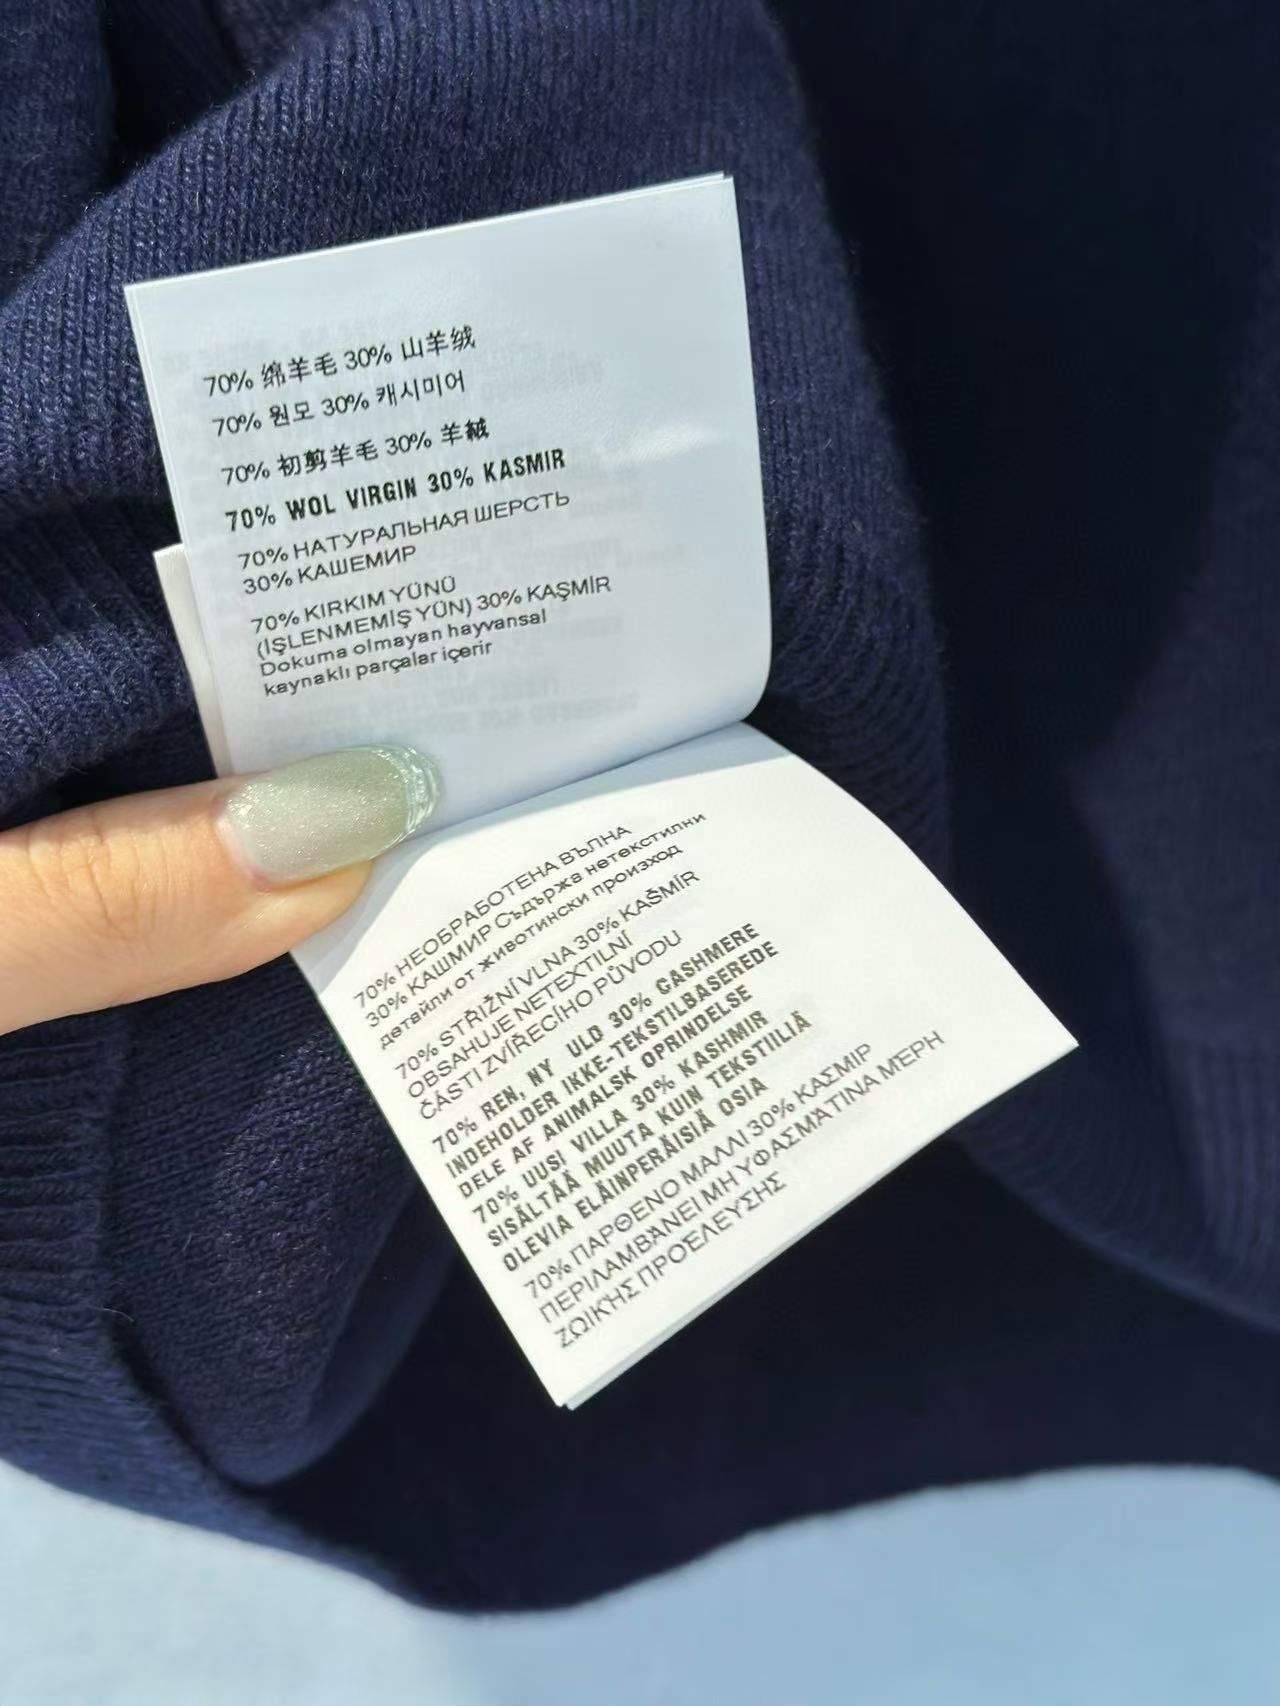 70% 绵羊毛 30% 山羊绒
70% 원모 30% 캐시미어
70% 初剪羊毛 30% 羊絨
70% WOL VIRGIN 30% KASMIR
70% НАТУРАЛЬНАЯ ШЕРСТЬ
30% КАШЕМИР
70% KIRKIM YÜNÜ
(İŞLENMEMİŞ YÜN) 30% KAŞMİR
Dokuma olmayan hayvansal
kaynaklı parçalar içerir
70% НЕОБРАБОТЕНА ВЪЛНА
30% КАШМИР Съдържа нетекстилни
детайли от животински произход
70% STŘIŽNÍ VLNA 30% KAŠMÍR
OBSAHUJE NETEXTILNÍ
ČÁSTI ZVÍŘECÍHO PŮVODU
70% REN, NY ULD 30% CASHMERE
INDEHOLDER IKKE-TEKSTILBASEREDE
DELE AF ANIMALSK OPRINDELSE
70% UUSI VILLA 30% KASHMIR
SISÄLTÄÄ MUUTA KUIN TEKSTIILIÄ
OLEVIA ELÄINPERÄISIÄ OSIA
70% ΠΑΡΘΕΝΟ ΜΑΛΛΙ 30% ΚΑΣΜΙΡ
ΠΕΡΙΛΑΜΒΑΝΕΙ ΜΗ ΥΦΑΣΜΆΤΙΝΑ ΜΈΡΗ
ΖΩΙΚΉΣ ΠΡΟΕΛΕΥΣΗΣ